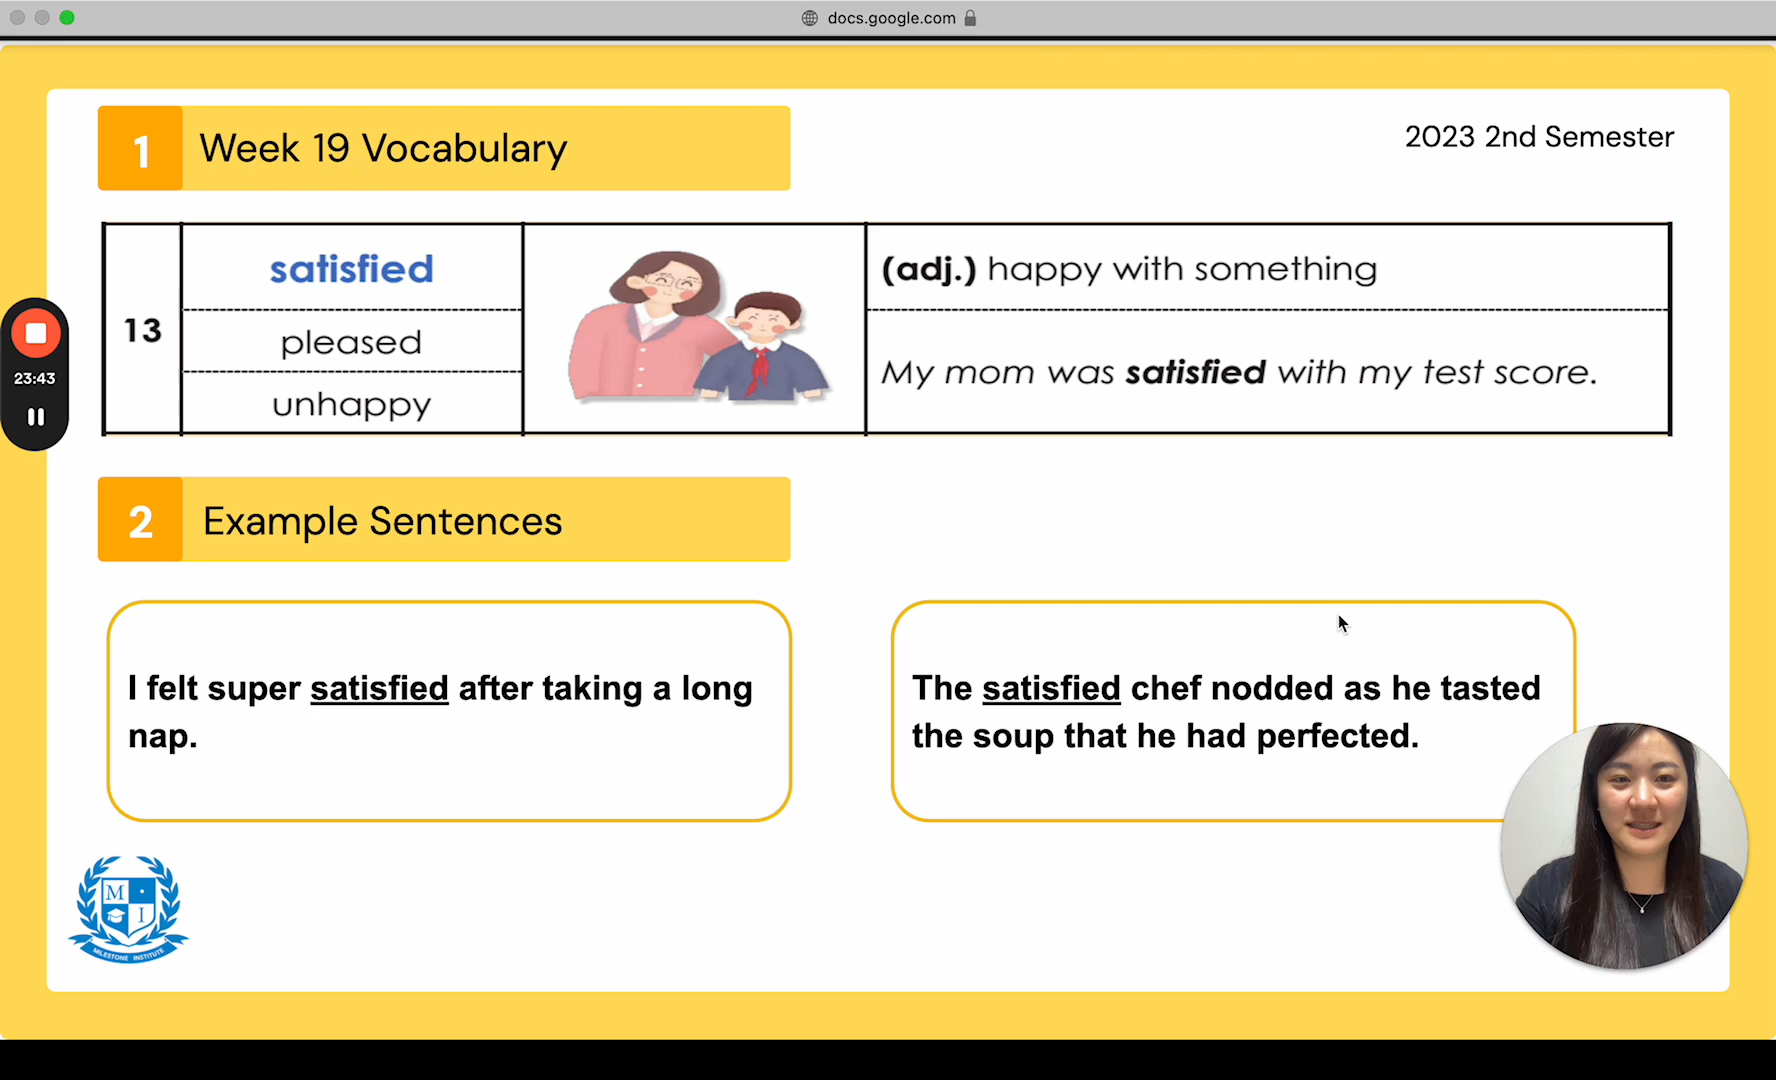 docs.google.com
1 Week 19 Vocabulary
2023 2nd Semester
13
satisfied
pleased
unhappy
(adj.) happy with something
My mom was satisfied with my test score.
23:43
2 Example Sentences
I felt super satisfied after taking a long
nap.
The satisfied chef nodded as he tasted
the soup that he had perfected.
M
I
MILESTONE INSTITUTE